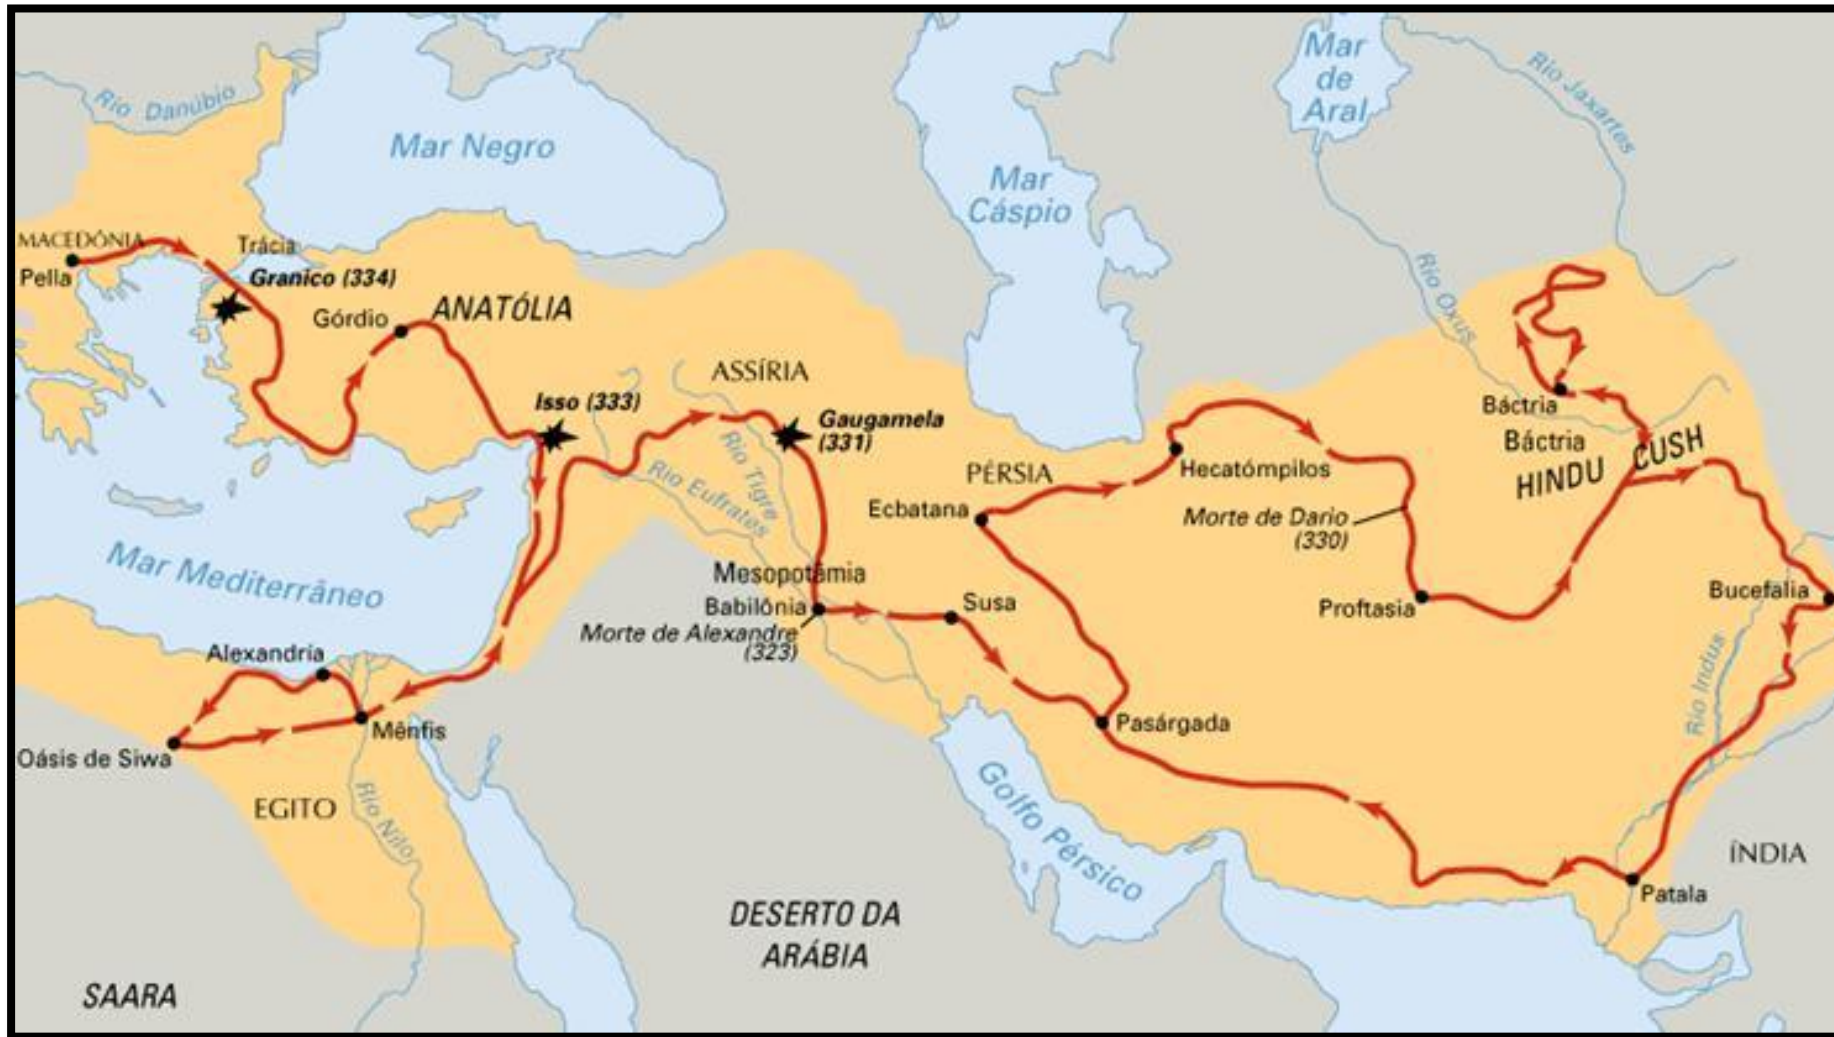 Mar
de
Aral
Rio Jaxartes
Rio Danúbio
Mar Negro
Mar
Cáspio
MACEDÔNIA
Trácia
Pella
Granico (334)
Górdio
ANATÓLIA
Rio Oxus
ASSÍRIA
Isso (333)
Gaugamela
(331)
Báctria
Báctria
HINDU CUSH
Rio Tigre
Rio Eufrates
PÉRSIA
Hecatómpilos
Ecbatana
Morte de Dario
(330)
Mar Mediterrâneo
Mesopotâmia
Babilônia
Susa
Proftasia
Bucefalia
Morte de Alexandre
(323)
Alexandria
Rio Indus
Mênfis
Pasárgada
Oásis de Siwa
EGITO
Rio Nilo
Golfo Pérsico
ÍNDIA
Patala
DESERTO DA
ARÁBIA
SAARA